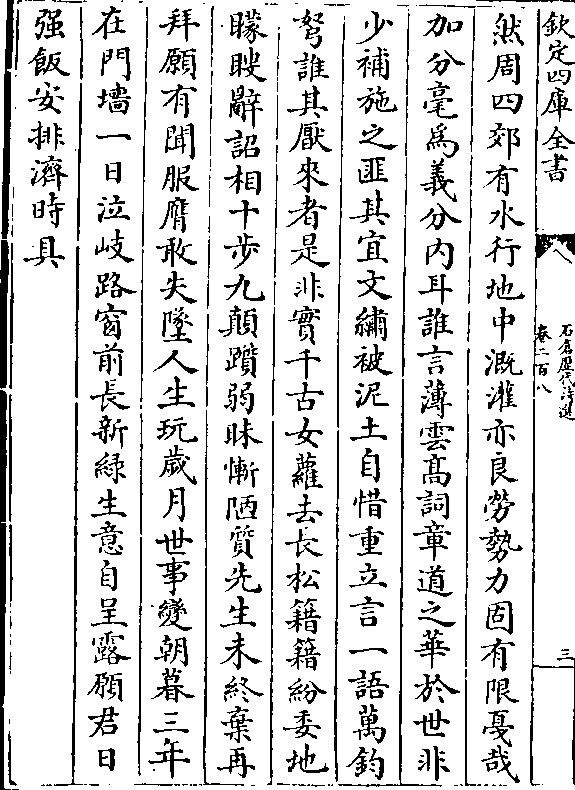 欽定四庫全書
石倉歷代詩選
卷二百八
三
然周四郊有水行地中溉灌亦良勞勢力固有限戞哉
加分毫爲義分内耳誰言薄雲髙詞章道之華於世非
少補施之匪其宜文繡被泥土自惜重立言一語萬鈞
弩誰其厭來者是非實千古女蘿去長松籍籍紛委地
矇瞍辭詔相十步九顛躓弱昧慚陋質先生未終棄再
拜願有聞服膺敢失墜人生玩歲月世事變朝暮三年
在門墻一日泣岐路窗前長新綠生意自呈露願君日
强飯安排濟時具